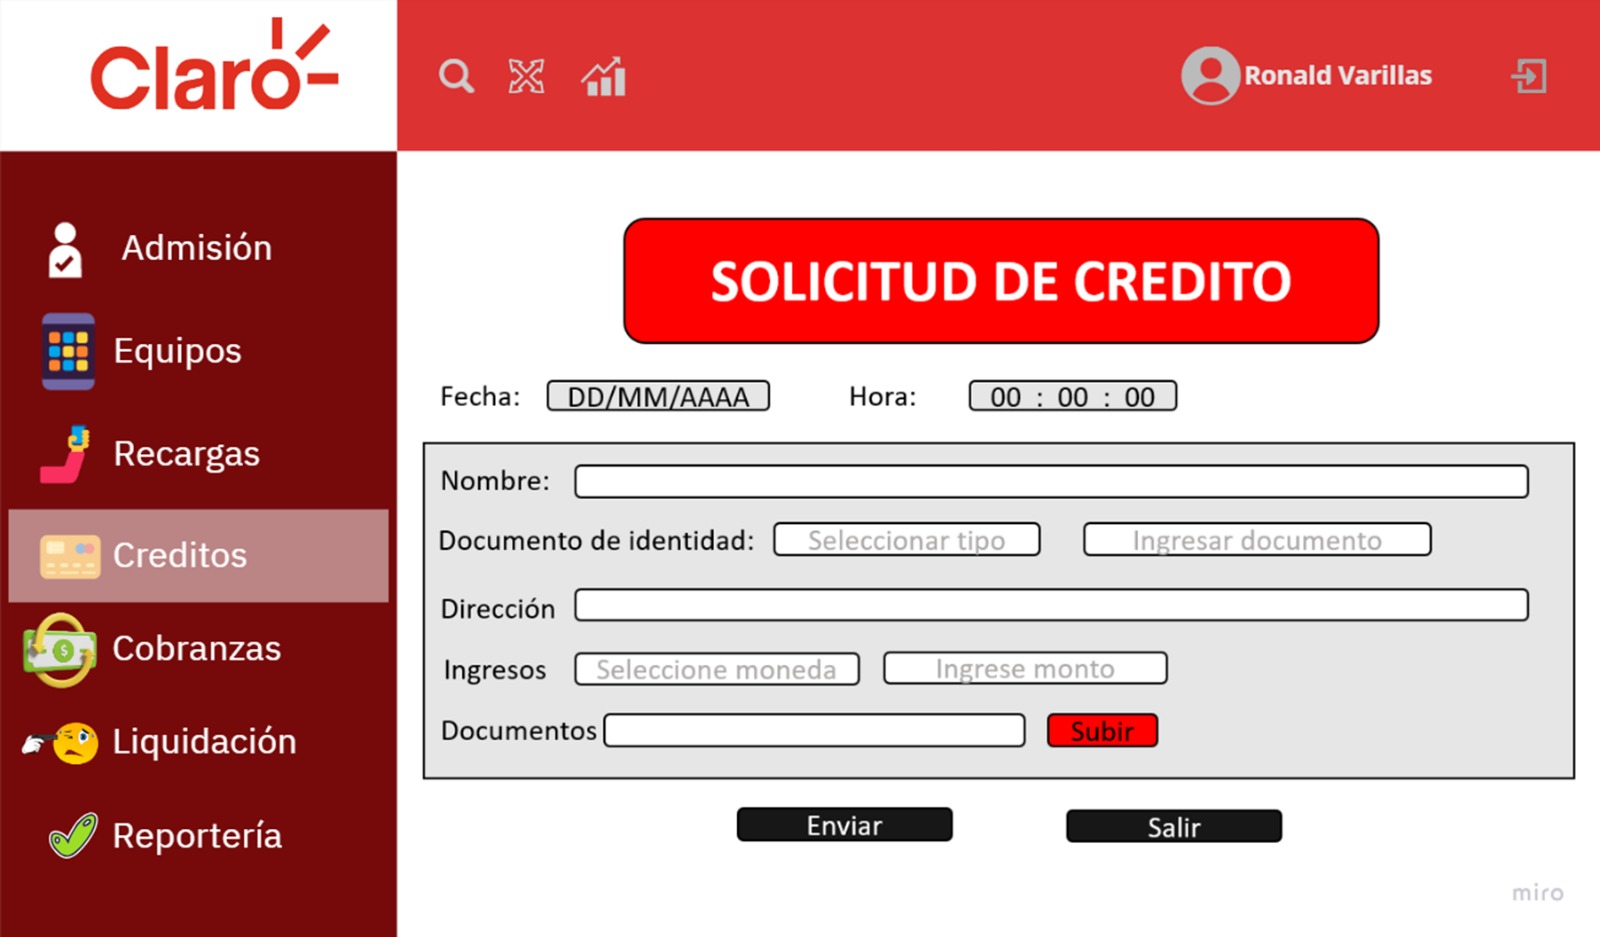 Claro
Ronald Varillas
Admisión
Equipos
Recargas
Creditos
Cobranzas
Liquidación
Reportería
SOLICITUD DE CREDITO
Fecha: DD/MM/AAAA Hora: 00 : 00 : 00
Nombre:
Documento de identidad: Seleccionar tipo Ingresar documento
Dirección
Ingresos Seleccione moneda Ingrese monto
Documentos Subir
Enviar Salir
miro